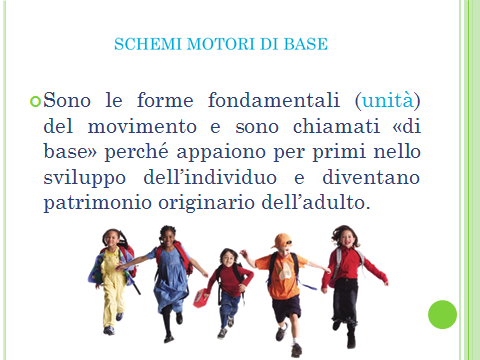 SCHEMI MOTORI DI BASE
Sono le forme fondamentali (unità)
del movimento e sono chiamati «di
base» perché appaiono per primi nello
sviluppo dell’individuo e diventano
patrimonio originario dell’adulto.